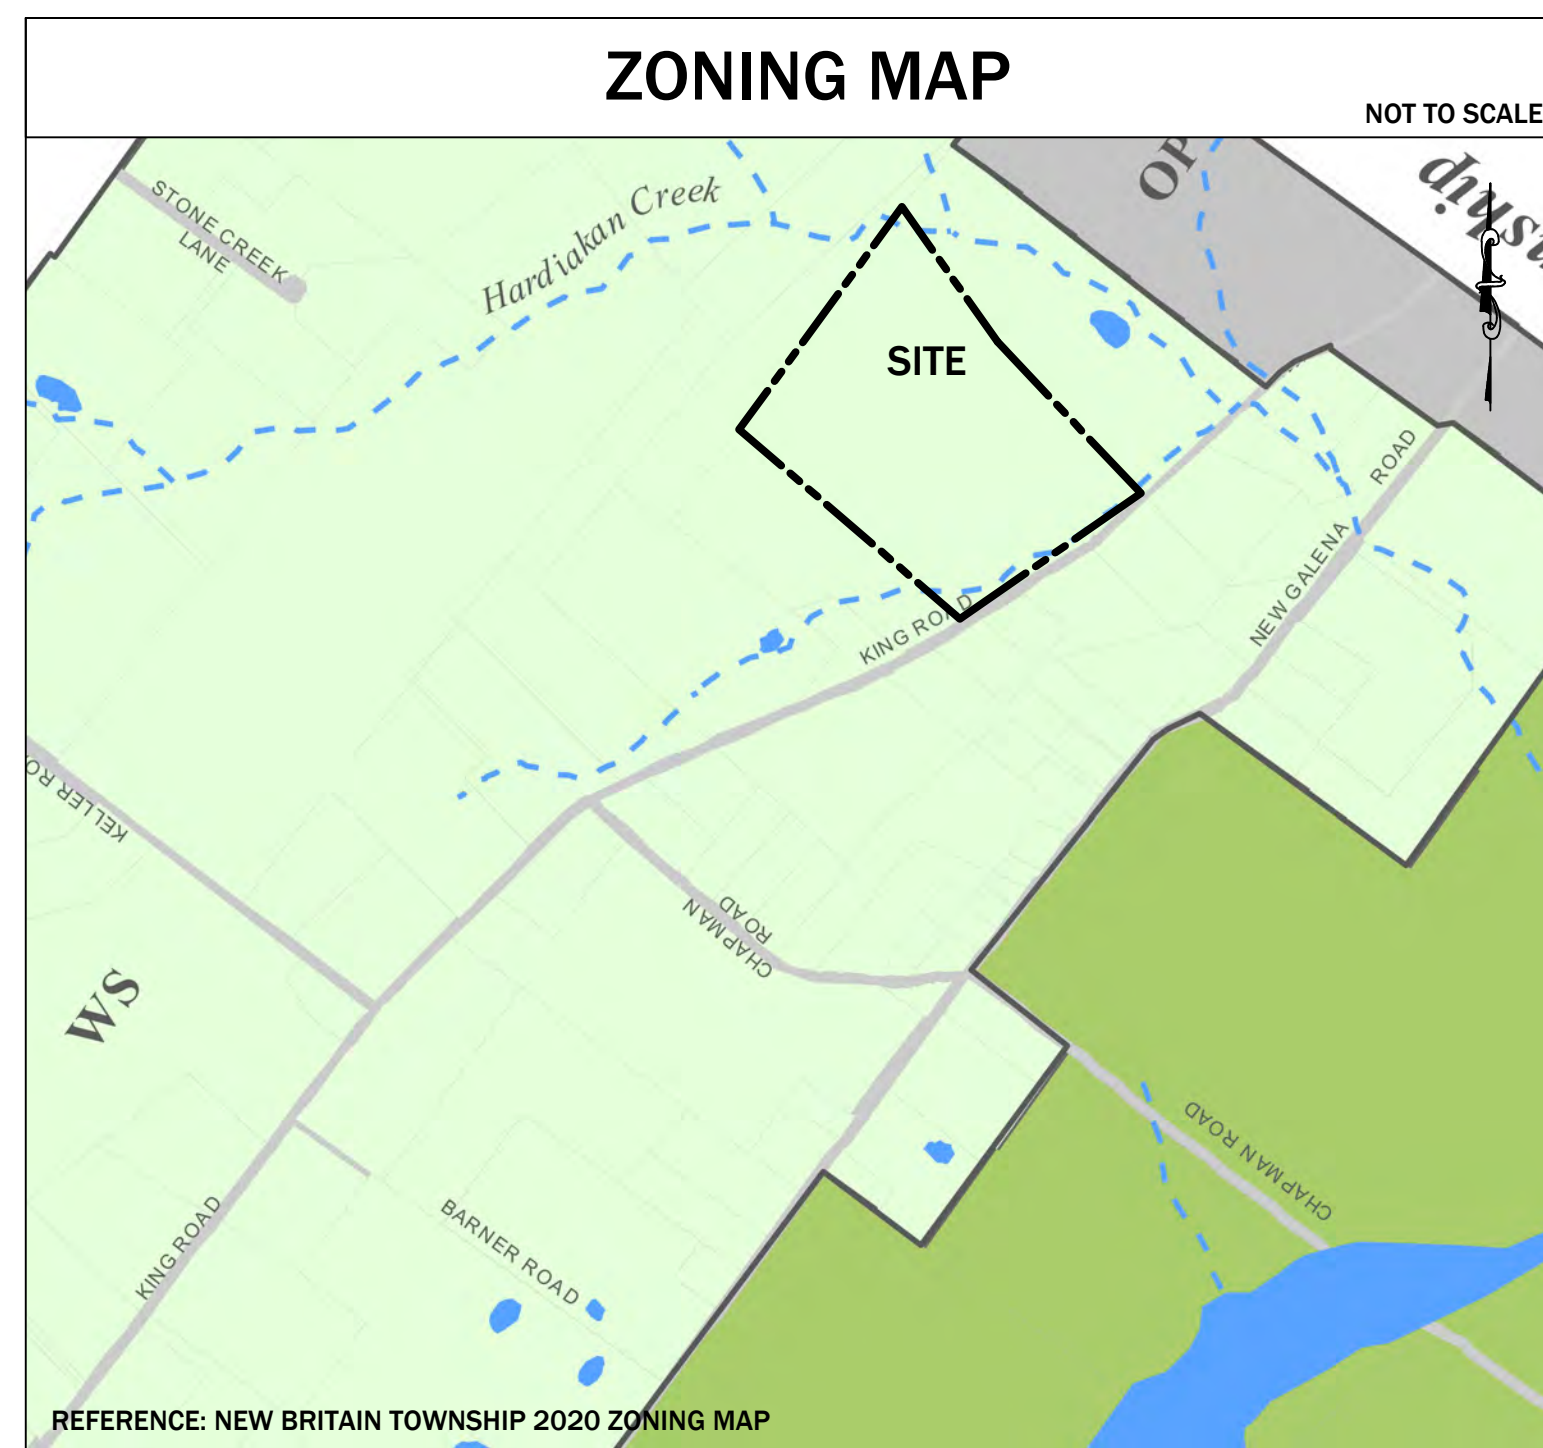 ZONING MAP
NOT TO SCALE
OP
STONE CREEK
LANE
Hardiakan Creek
SITE
ROAD
NEW GALENA
KING ROAD
KELLER
CHAPMAN
ROAD
WS
CHAPMAN ROAD
KING ROAD
BARNER ROAD
REFERENCE: NEW BRITAIN TOWNSHIP 2020 ZONING MAP